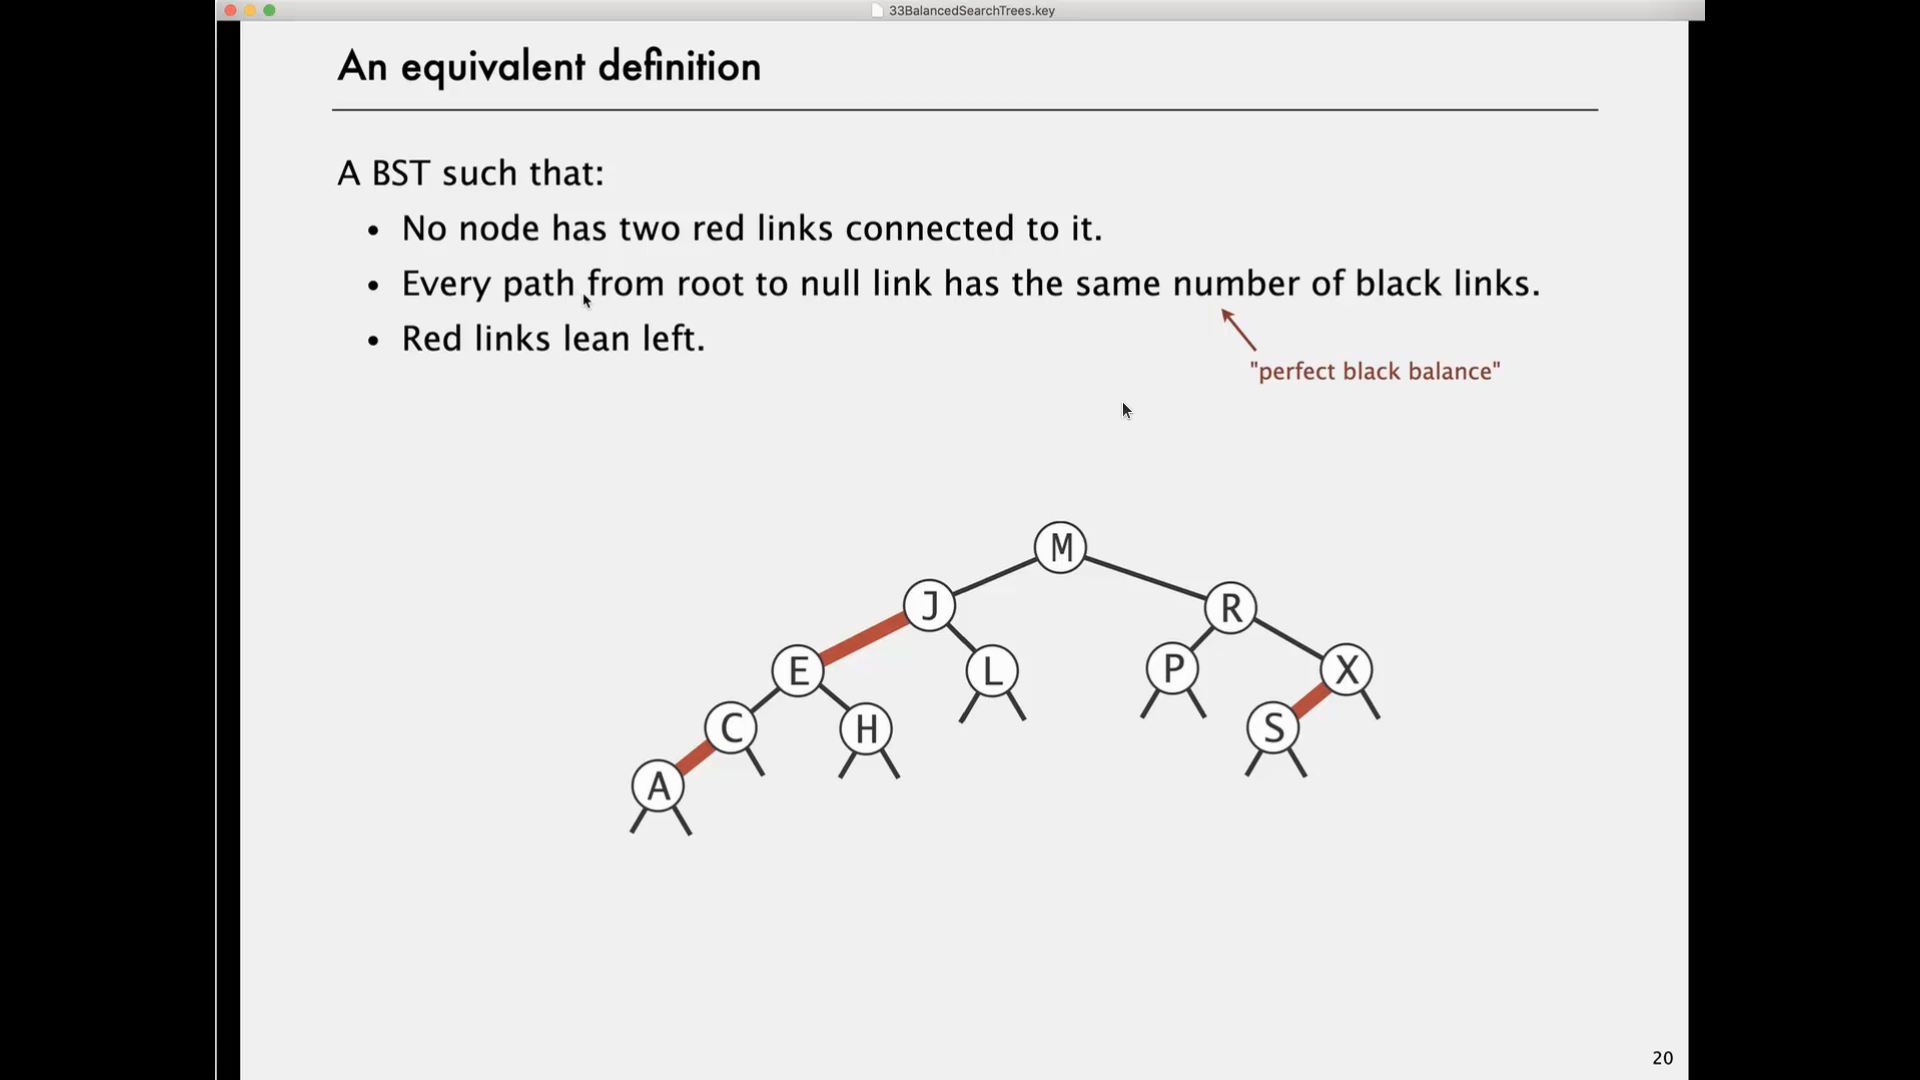 33BalancedSearchTrees.key
An equivalent definition
A BST such that:
• No node has two red links connected to it.
• Every path from root to null link has the same number of black links.
• Red links lean left.
"perfect black balance"
M
J
R
E
L
P
X
C
H
S
A
20